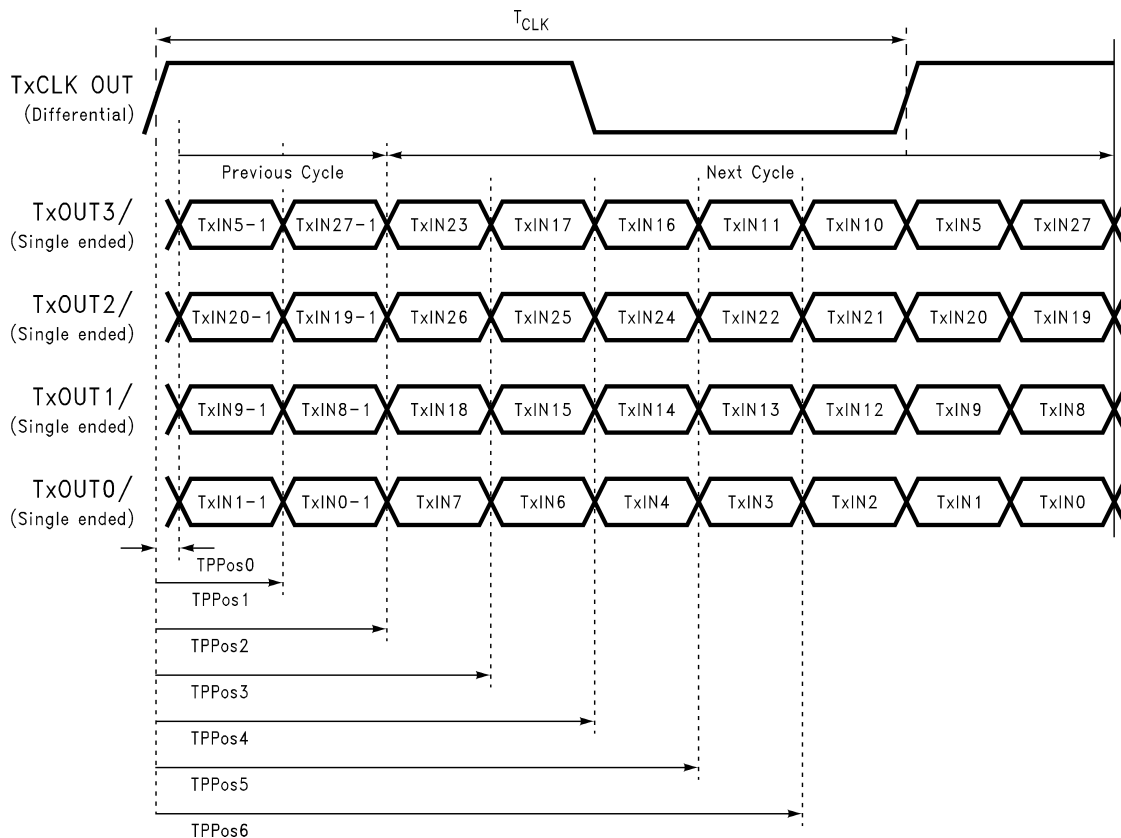 TCLK
TxCLK OUT
(Differential)
Previous Cycle Next Cycle
TxOUT3/
(Single ended)
TxIN5-1 TxIN27-1 TxIN23 TxIN17 TxIN16 TxIN11 TxIN10 TxIN5 TxIN27
TxOUT2/
(Single ended)
TxIN20-1 TxIN19-1 TxIN26 TxIN25 TxIN24 TxIN22 TxIN21 TxIN20 TxIN19
TxOUT1/
(Single ended)
TxIN9-1 TxIN8-1 TxIN18 TxIN15 TxIN14 TxIN13 TxIN12 TxIN9 TxIN8
TxOUT0/
(Single ended)
TxIN1-1 TxIN0-1 TxIN7 TxIN6 TxIN4 TxIN3 TxIN2 TxIN1 TxIN0
TPPos0
TPPos1
TPPos2
TPPos3
TPPos4
TPPos5
TPPos6